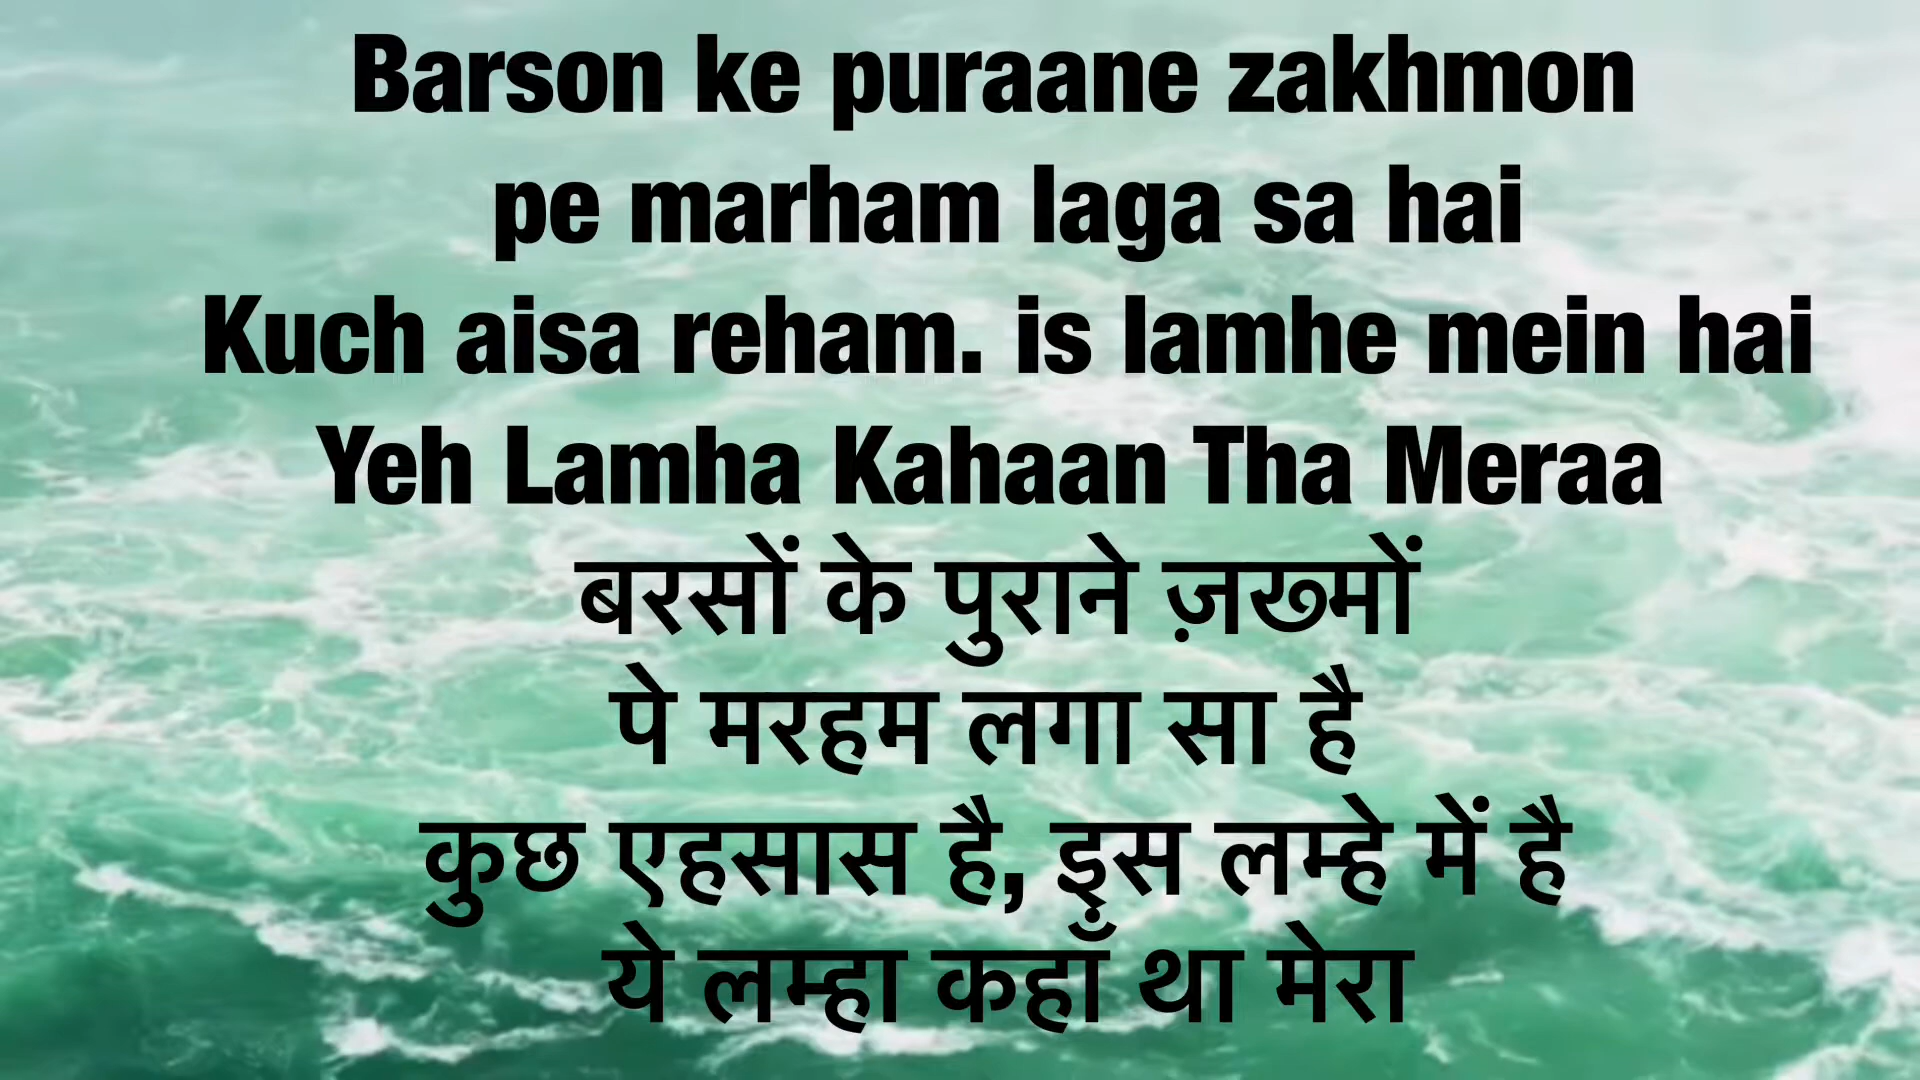 Barson ke puraane zakhmon
pe marham laga sa hai
Kuch aisa reham. is lamhe mein hai
Yeh Lamha Kahaan Tha Meraa
बरसों के पुराने ज़ख्मों
पे मरहम लगा सा है
कुछ एहसास है, इस लम्हे में है
ये लम्हा कहाँ था मेरा